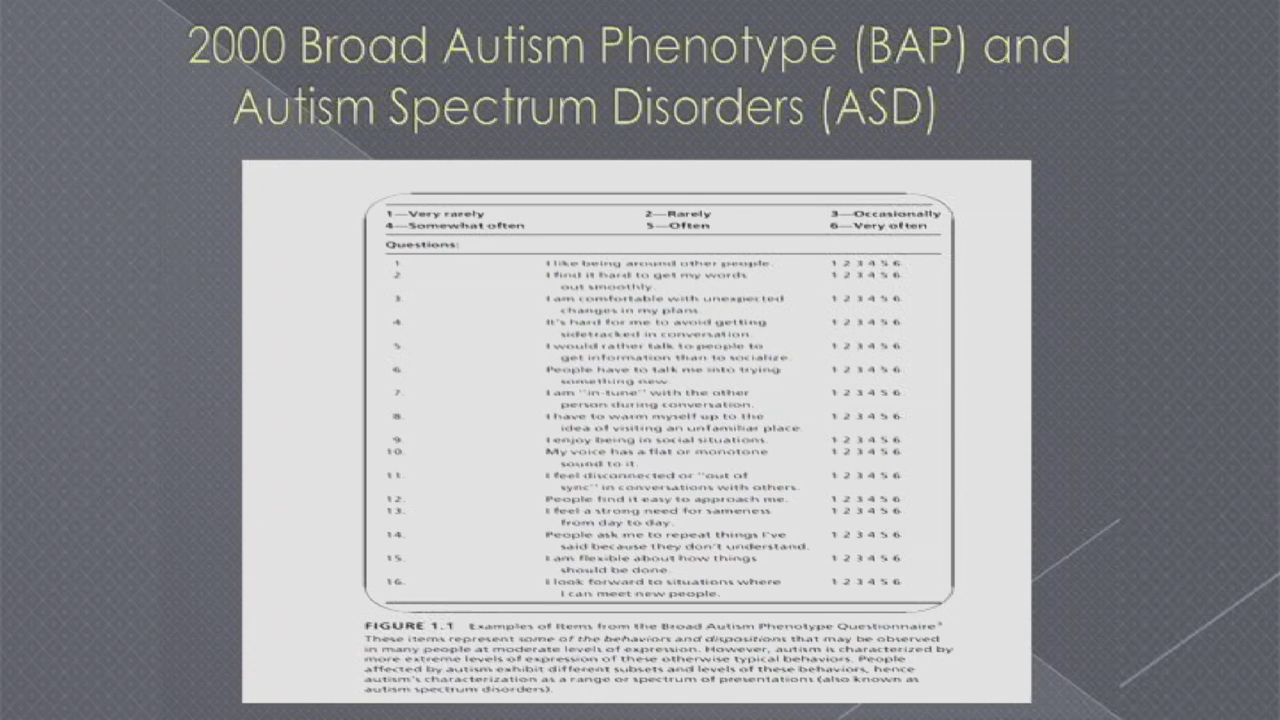 2000 Broad Autism Phenotype (BAP) and
Autism Spectrum Disorders (ASD)
1—Very rarely 2—Rarely 3—Occasionally
4—Somewhat often 5—Often 6—Very often
Questions:
1. I like being around other people. 1 2 3 4 5 6
2. I find it hard to get my words 1 2 3 4 5 6
out smoothly.
3. I am comfortable with unexpected 1 2 3 4 5 6
changes in my plans.
4. It's hard for me to avoid getting 1 2 3 4 5 6
sidetracked in conversation.
5. I would rather talk to people to 1 2 3 4 5 6
get information than to socialize.
6. People have to talk me into trying 1 2 3 4 5 6
something new.
7. I am "in-tune" with the other 1 2 3 4 5 6
person during conversation.
8. I have to warm myself up to the 1 2 3 4 5 6
idea of visiting an unfamiliar place.
9. I enjoy being in social situations. 1 2 3 4 5 6
10. My voice has a flat or monotone 1 2 3 4 5 6
sound to it.
11. I feel disconnected or "out of 1 2 3 4 5 6
sync" in conversations with others.
12. People find it easy to approach me. 1 2 3 4 5 6
13. I feel a strong need for sameness 1 2 3 4 5 6
from day to day.
14. People ask me to repeat things I've 1 2 3 4 5 6
said because they don't understand.
15. I am flexible about how things 1 2 3 4 5 6
should be done.
16. I look forward to situations where 1 2 3 4 5 6
I can meet new people.
FIGURE 1.1 Examples of Items from the Broad Autism Phenotype Questionnaire
These items represent some of the behaviors and dispositions that may be observed
in many people at moderate levels of expression. However, autism is characterized by
more extreme levels of expression of these otherwise typical behaviors. People
affected by autism exhibit different subsets and levels of these behaviors, hence
autism's characterization as a range or spectrum of presentations (also known as
autism spectrum disorders).